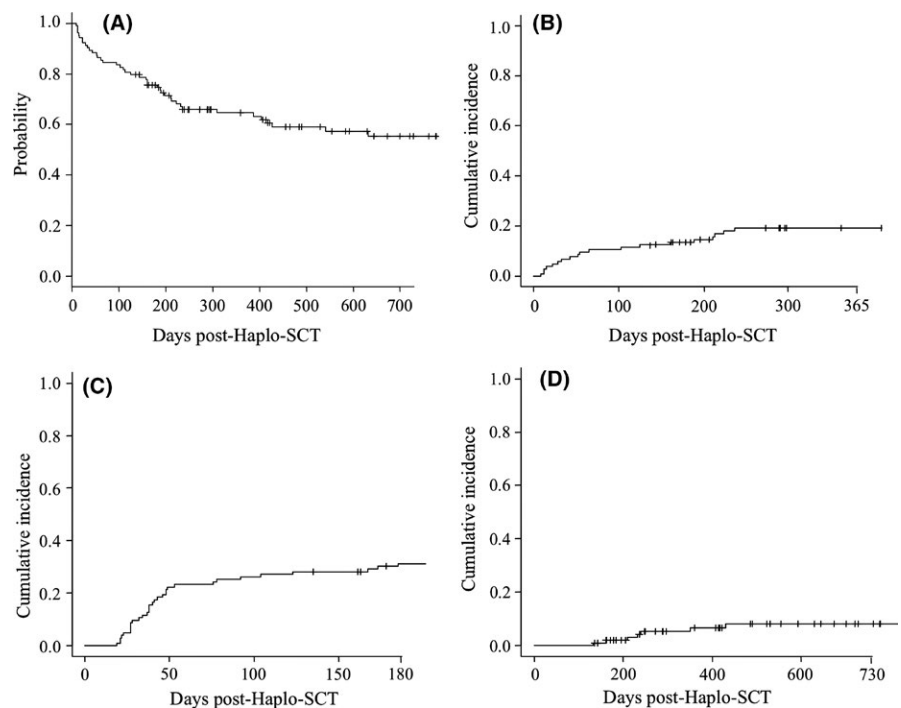 (A)
1.0
0.8
0.6
0.4
0.2
0.0
Probability
0 100 200 300 400 500 600 700
Days post-Haplo-SCT
(B)
1.0
0.8
0.6
0.4
0.2
0.0
Cumulative incidence
0 100 200 300 365
Days post-Haplo-SCT
(C)
1.0
0.8
0.6
0.4
0.2
0.0
Cumulative incidence
0 50 100 150 180
Days post-Haplo-SCT
(D)
1.0
0.8
0.6
0.4
0.2
0.0
Cumulative incidence
0 200 400 600 730
Days post-Haplo-SCT